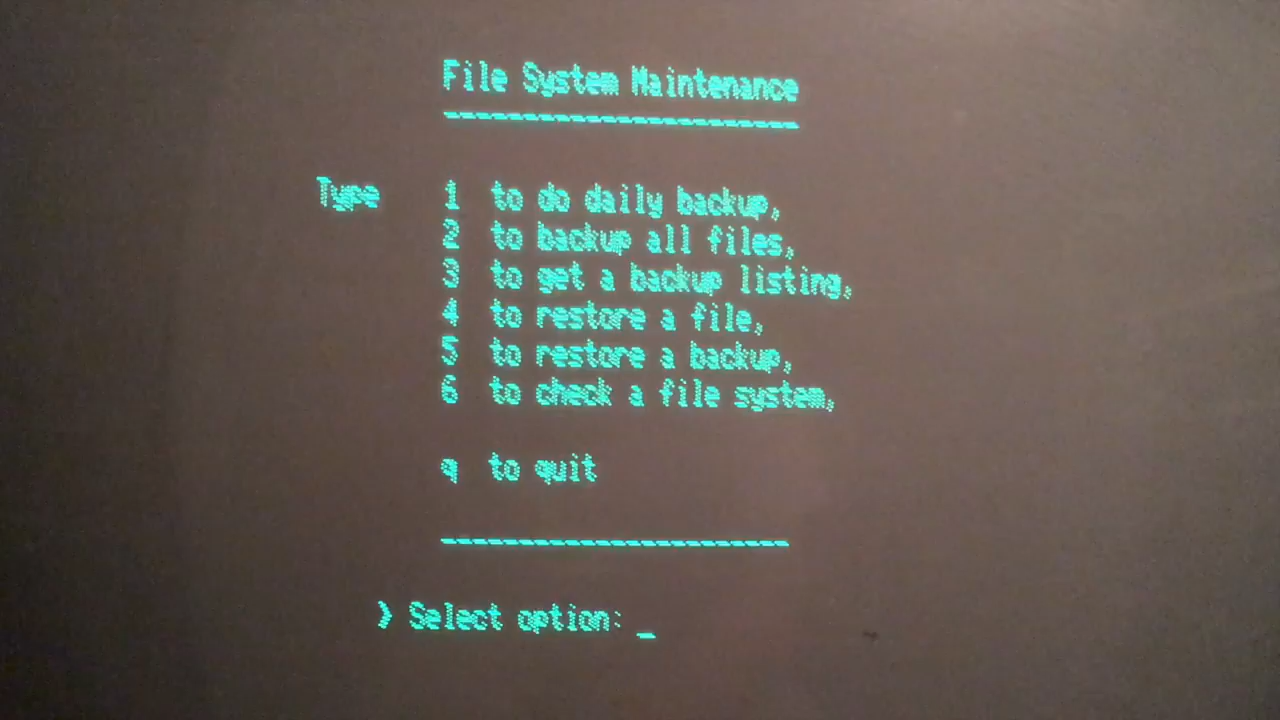 File System Maintenance
-----------------------
Type 1 to do daily backup,
2 to backup all files,
3 to get a backup listing,
4 to restore a file,
5 to restore a backup,
6 to check a file system,
q to quit
-----------------------
> Select option: _